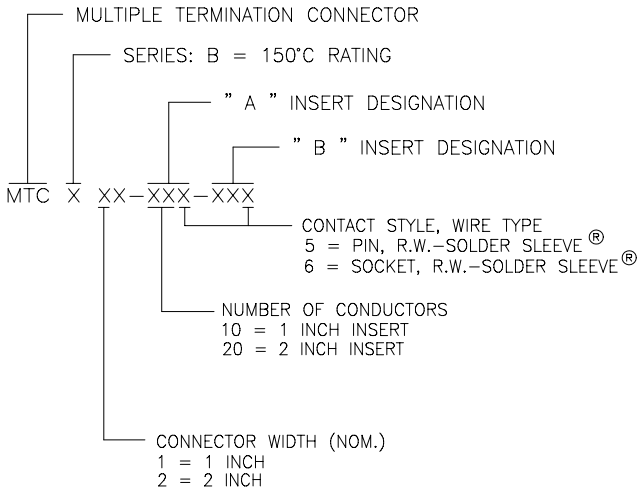 MULTIPLE TERMINATION CONNECTOR
SERIES: B = 150°C RATING
" A " INSERT DESIGNATION
" B " INSERT DESIGNATION
MTC X XX-XXX-XXX
CONTACT STYLE, WIRE TYPE
5 = PIN, R.W.-SOLDER SLEEVE®
6 = SOCKET, R.W.-SOLDER SLEEVE®
NUMBER OF CONDUCTORS
10 = 1 INCH INSERT
20 = 2 INCH INSERT
CONNECTOR WIDTH (NOM.)
1 = 1 INCH
2 = 2 INCH